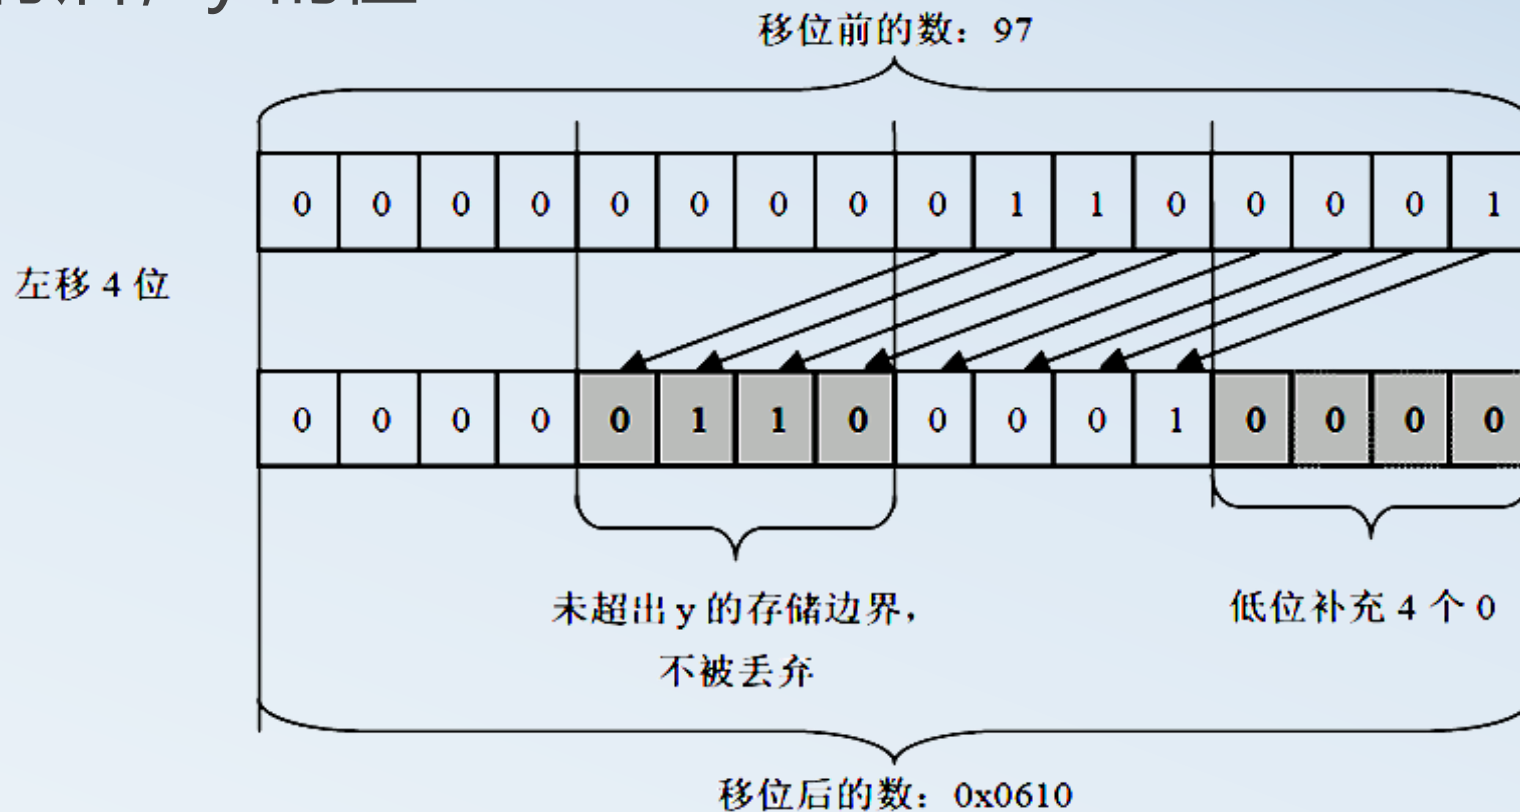 y 的值
移位前的数：97
0 0 0 0 0 0 0 0 0 1 1 0 0 0 0 1
左移 4 位
0 0 0 0 0 1 1 0 0 0 0 1 0 0 0 0
未超出 y 的存储边界，
不被丢弃
低位补充 4 个 0
移位后的数：0x0610